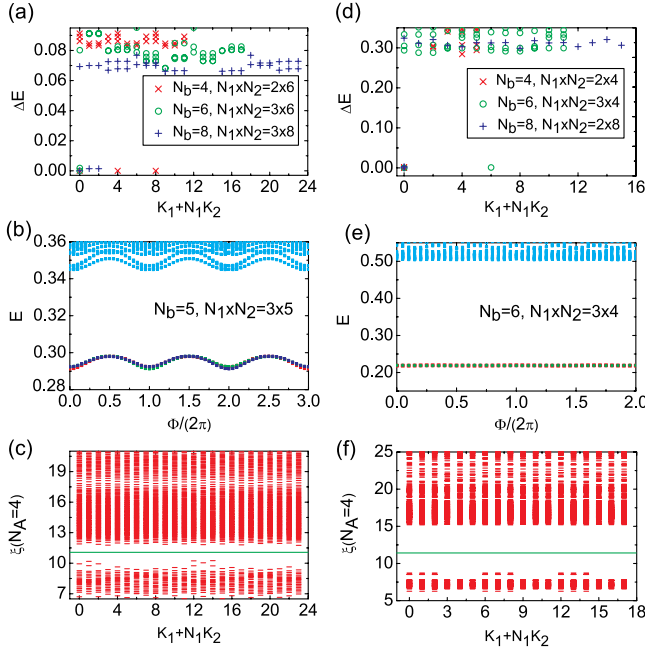 (a)
0.08
0.06
0.04
0.02
0.00
ΔE
× N_b=4, N_1xN_2=2x6
○ N_b=6, N_1xN_2=3x6
+ N_b=8, N_1xN_2=3x8
0 4 8 12 16 20 24
K_1+N_1K_2
(b)
0.36
0.34
0.32
0.30
0.28
E
N_b=5, N_1xN_2=3x5
0.0 0.5 1.0 1.5 2.0 2.5 3.0
Φ/(2π)
(c)
19
16
13
10
7
ξ(N_A=4)
0 4 8 12 16 20 24
K_1+N_1K_2
(d)
0.30
0.20
0.10
0.00
ΔE
× N_b=4, N_1xN_2=2x4
○ N_b=6, N_1xN_2=3x4
+ N_b=8, N_1xN_2=2x8
0 4 8 12 16
K_1+N_1K_2
(e)
0.50
0.40
0.30
0.20
E
N_b=6, N_1xN_2=3x4
0.0 0.5 1.0 1.5 2.0
Φ/(2π)
(f)
25
20
15
10
5
ξ(N_A=4)
0 3 6 9 12 15 18
K_1+N_1K_2